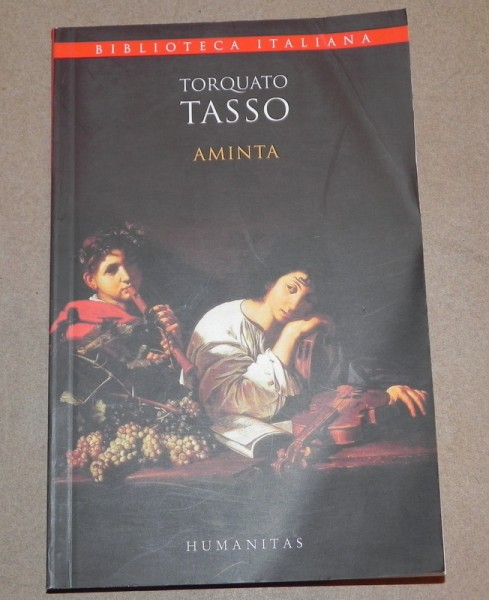 BIBLIOTECA ITALIANA
TORQUATO
TASSO
AMINTA
HUMANITAS